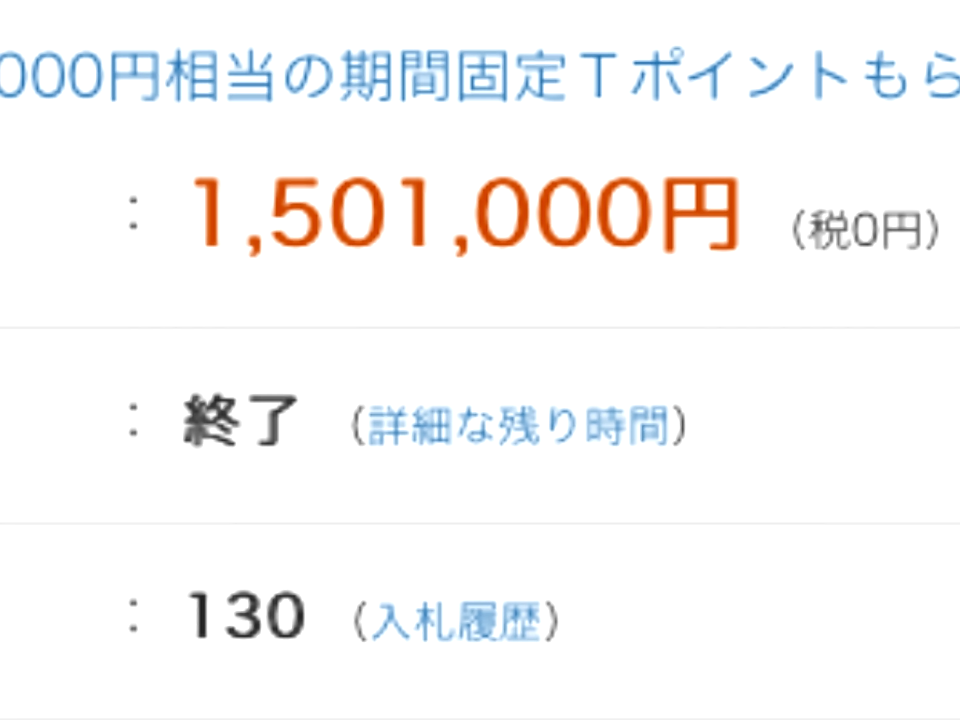 000円相当の期間固定Tポイントもら
: 1,501,000円 (税0円)
: 終了 (詳細な残り時間)
: 130 (入札履歴)